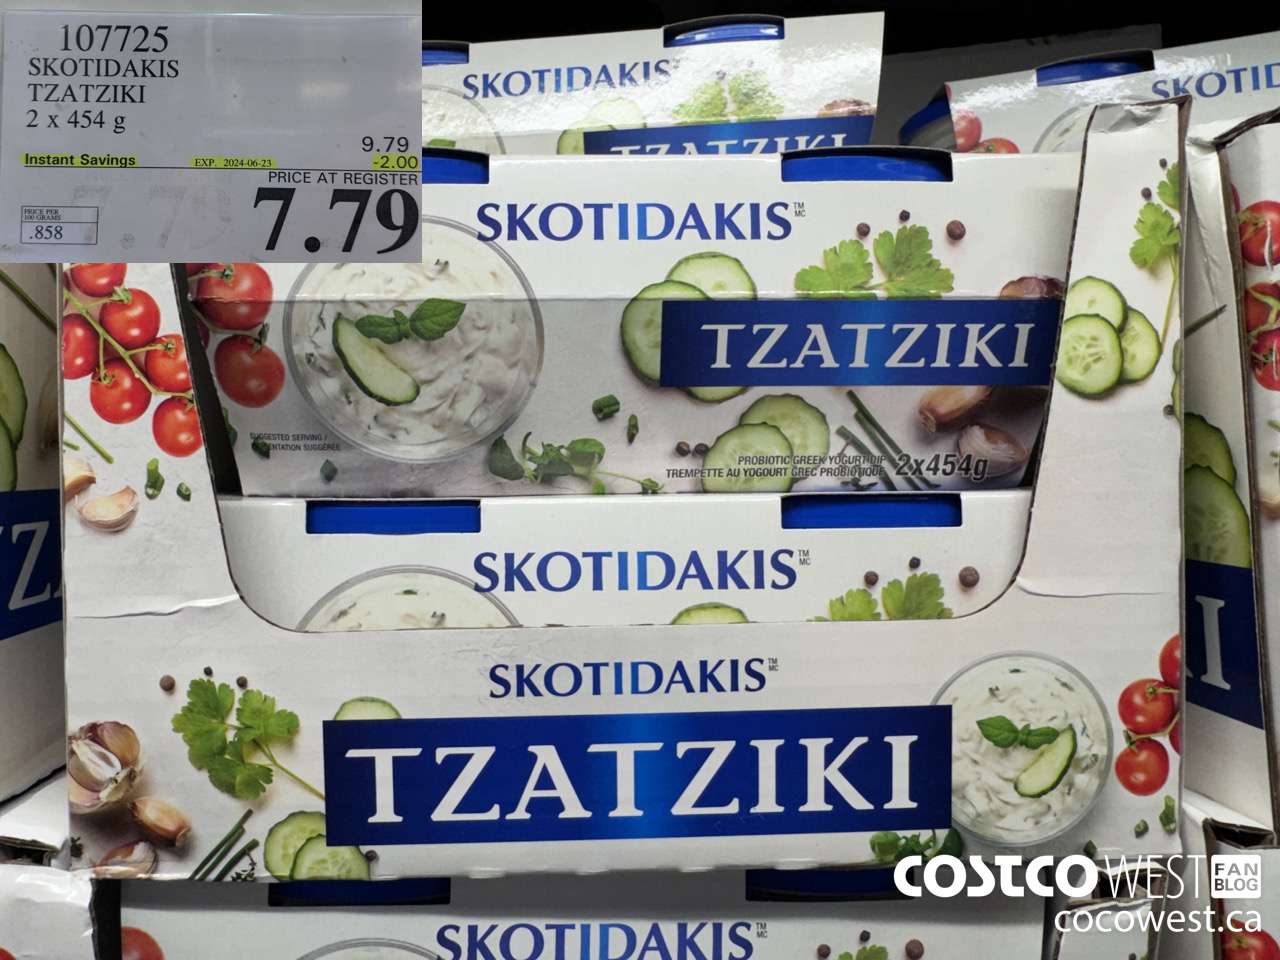 107725
SKOTIDAKIS
TZATZIKI
2 x 454 g
9.79
Instant Savings EXP. 2024-06-23 -2.00
PRICE AT REGISTER
7.79
PRICE PER
100 GRAMS
.858
SKOTIDAKIS
TZATZIKI
SKOTID
SKOTIDAKIS TM MC
TZATZIKI
SUGGESTED SERVING /
PROBIOTIC GREEK YOGURT DIP
TREMPETTE AU YOGOURT GREC PROBIOTIQUE 2x454g
SKOTIDAKIS TM MC
SKOTIDAKIS TM MC
TZATZIKI
SKOTIDAKIS TM MC
COSTCO WEST FAN BLOG
cocowest.ca